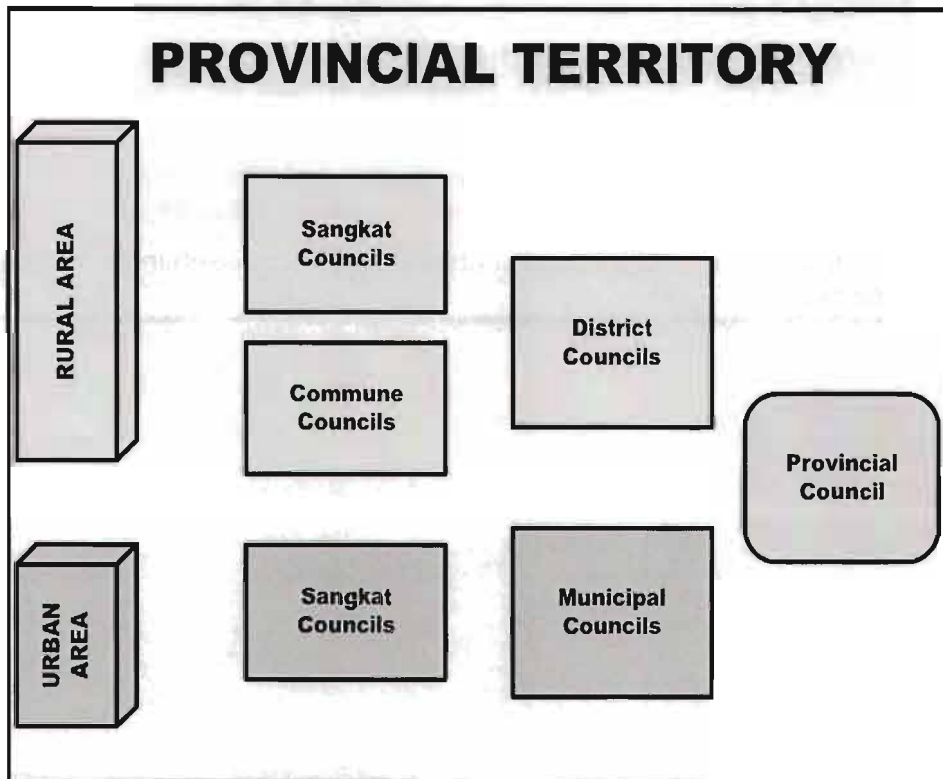 PROVINCIAL TERRITORY
RURAL AREA
Sangkat
Councils
Commune
Councils
District
Councils
Provincial
Council
URBAN
AREA
Sangkat
Councils
Municipal
Councils